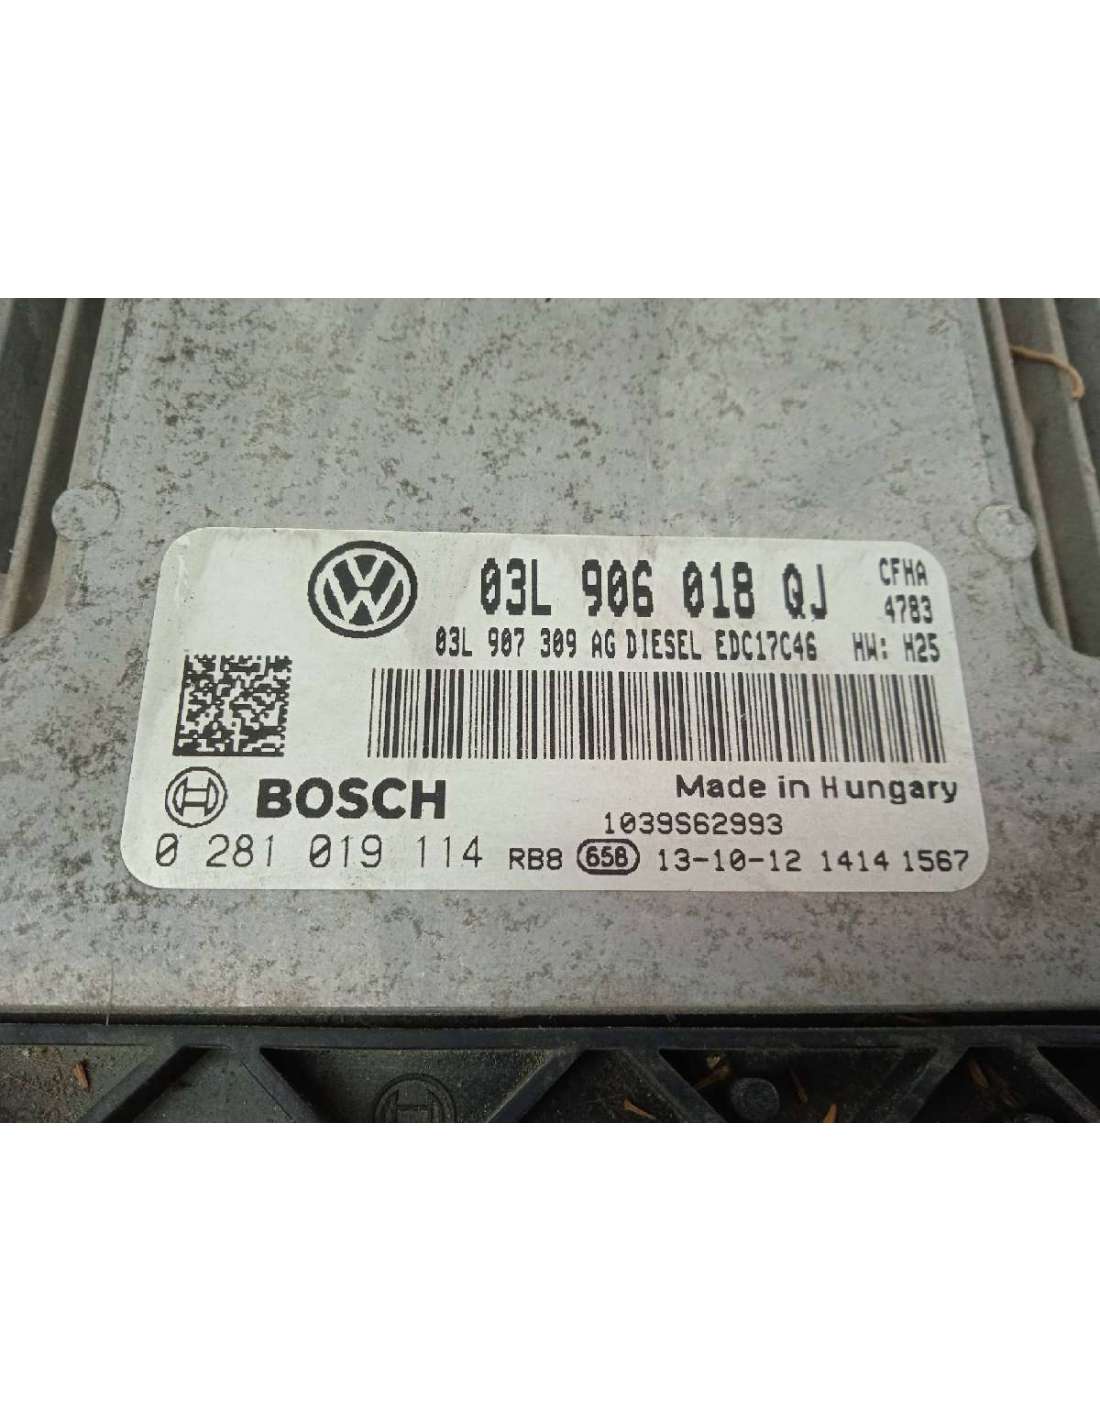 03L 906 018 QJ CFHA
4783
03L 907 309 AG DIESEL EDC17C46 HW: H25
BOSCH
Made in Hungary
1039S62993
0 281 019 114 RB8 658 13-10-12 1414 1567